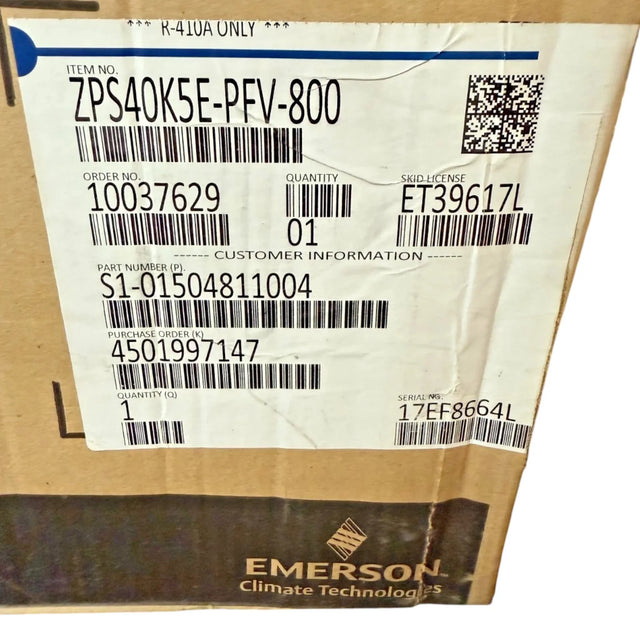 *** R-410A ONLY ***
ITEM NO.
ZPS40K5E-PFV-800
ORDER NO.
10037629
QUANTITY
01
SKID LICENSE
ET39617L
------ CUSTOMER INFORMATION ------
PART NUMBER (P).
S1-01504811004
PURCHASE ORDER (K)
4501997147
QUANTITY (Q)
1
SERIAL NO.
17EF8664L
EMERSON
Climate Technologies